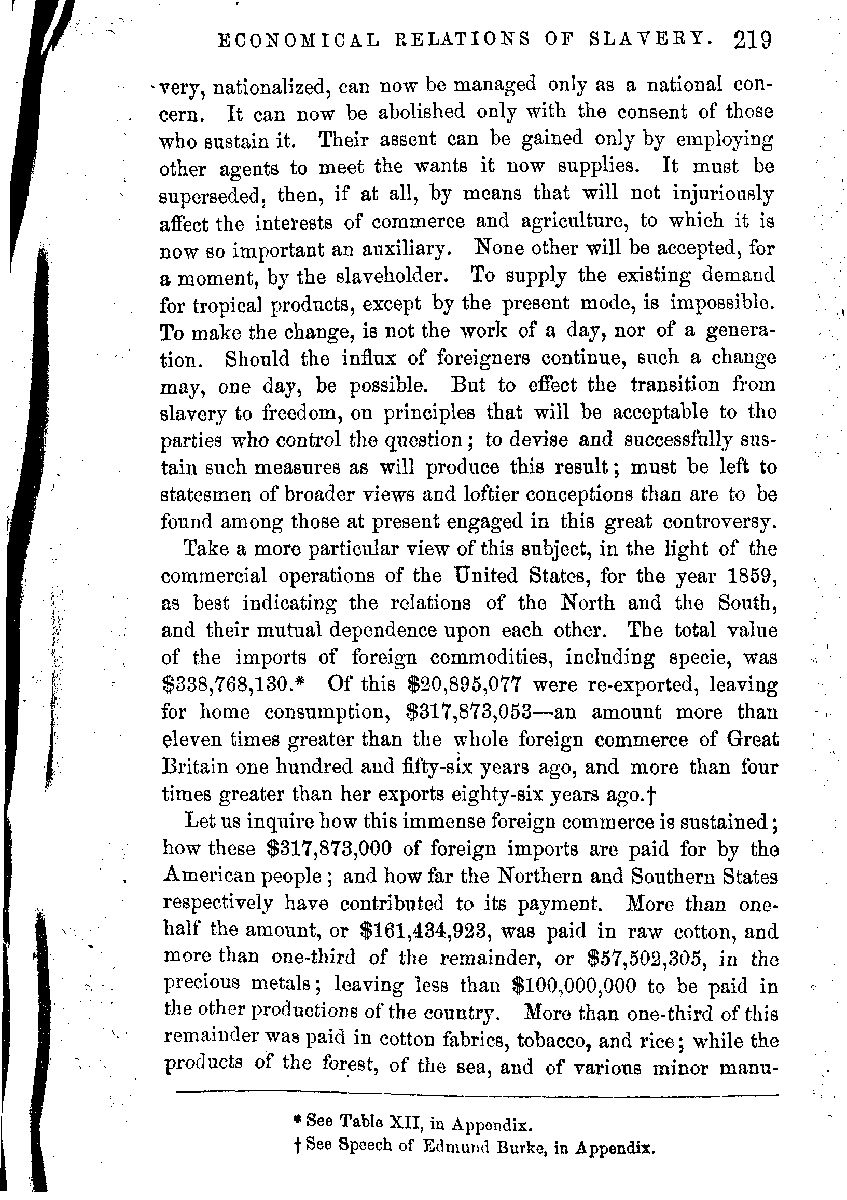 ECONOMICAL RELATIONS OF SLAVERY. 219
very, nationalized, can now be managed only as a national con-
cern. It can now be abolished only with the consent of those
who sustain it. Their assent can be gained only by employing
other agents to meet the wants it now supplies. It must be
superseded, then, if at all, by means that will not injuriously
affect the interests of commerce and agriculture, to which it is
now so important an auxiliary. None other will be accepted, for
a moment, by the slaveholder. To supply the existing demand
for tropical products, except by the present mode, is impossible.
To make the change, is not the work of a day, nor of a genera-
tion. Should the influx of foreigners continue, such a change
may, one day, be possible. But to effect the transition from
slavery to freedom, on principles that will be acceptable to the
parties who control the question; to devise and successfully sus-
tain such measures as will produce this result; must be left to
statesmen of broader views and loftier conceptions than are to be
found among those at present engaged in this great controversy.
Take a more particular view of this subject, in the light of the
commercial operations of the United States, for the year 1859,
as best indicating the relations of the North and the South,
and their mutual dependence upon each other. The total value
of the imports of foreign commodities, including specie, was
$338,768,130.* Of this $20,895,077 were re-exported, leaving
for home consumption, $317,873,053—an amount more than
eleven times greater than the whole foreign commerce of Great
Britain one hundred and fifty-six years ago, and more than four
times greater than her exports eighty-six years ago.†
Let us inquire how this immense foreign commerce is sustained;
how these $317,873,000 of foreign imports are paid for by the
American people; and how far the Northern and Southern States
respectively have contributed to its payment. More than one-
half the amount, or $161,434,923, was paid in raw cotton, and
more than one-third of the remainder, or $57,502,305, in the
precious metals; leaving less than $100,000,000 to be paid in
the other productions of the country. More than one-third of this
remainder was paid in cotton fabrics, tobacco, and rice; while the
products of the forest, of the sea, and of various minor manu-
* See Table XII, in Appendix.
† See Speech of Edmund Burke, in Appendix.